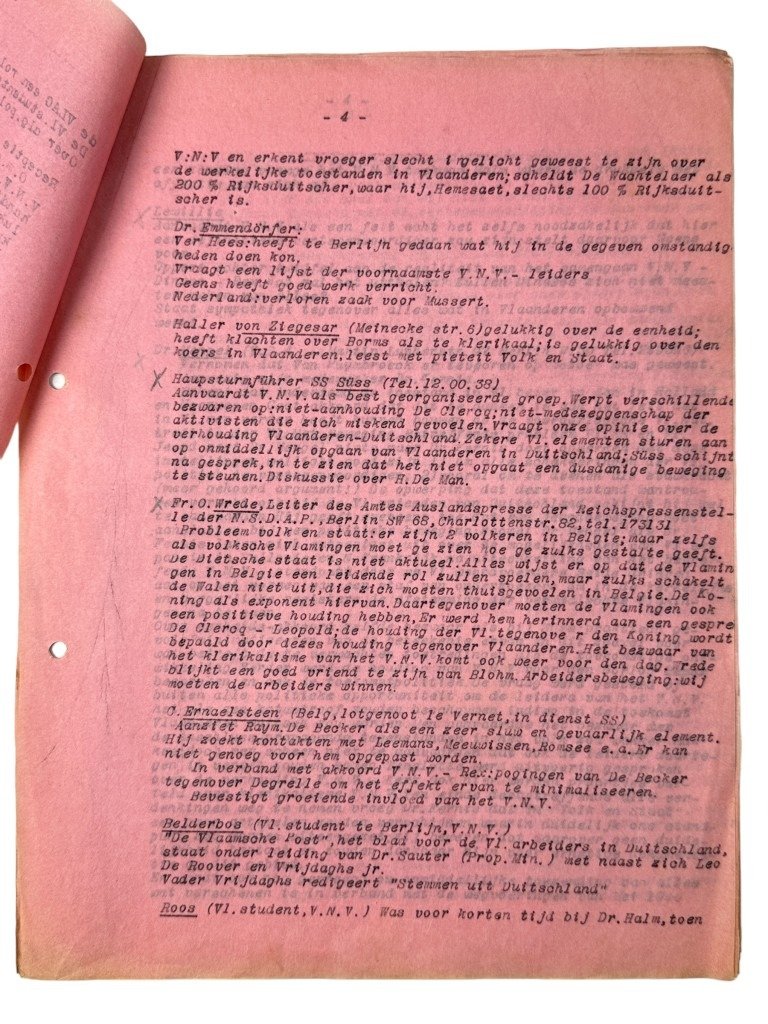 - 4 -
V:N:V en erkent vroeger slecht ingelicht geweest te zijn over
de werkelijke toestanden in Vlaanderen;scheldt De Wachtelaer als
200 % Rijksduitscher,waar hij,Hemesaet,slechts 100 % Rijksduit-
scher is.
Dr.Emmendörfer:
Ver Hees:heeft te Berlijn gedaan wat hij in de gegeven omstandig
heden doen kon,
Vraagt een lijst der voornaamste V.N.V.- leiders
Geens heeft goed werk verricht.
Nederland:verloren zaak voor Mussert.
Haller von Ziegesar (Meinecke str.6)gelukkig over de eenheid;
heeft klachten over Borms als te klerikaal;is gelukkig over den
koers in Vlaanderen,leest met pieteit Volk en Staat.
Haupsturmführer SS Süss (Tel.12.00.38)
Aanvaardt V.N.V.als best georganiseerde groep.Werpt verschillende
bezwaren op:niet-aanhouding De Clercq;niet-medezeggenschap der
aktivisten die zich miskend gevoelen.Vraagt onze opinie over de
verhouding Vlaanderen-Duitschland.Zekere Vl.elementen sturen aan
op onmiddellijk opgaan van Vlaanderen in Duitschland;Süss schijnt
na gesprek,in te zien dat het niet opgaat een dusdanige beweging
te steunen.Diskussie over H.De Man.
Fr.O.Wrede,Leiter des Amtes Auslandspresse der Reichspressenstel-
lle der N.S.D.A.P.,Berlin SW 68,Charlottenstr.82,tel.173131
Probleem volk en staat:er zijn 2 volkeren in Belgie;maar zelfs
als volksche Vlamingen moet ge zien hoe ge zulks gestalte geeft.
De Dietsche staat is niet aktueel.Alles wijst er op dat de Vlamin
gen in Belgie een leidende rol zullen spelen,maar zulks schakelt
de Walen niet uit,die zich moeten thuisgevoelen in Belgie.De Ko-
ning als exponent hiervan.Daartegenover moeten de Vlamingen ook
een positieve houding hebben,Er werd hem herinnerd aan een gespre
De Clercq - Leopold;de houding der Vl.tegenove r den Koning wordt
bepaald door dezes houding tegenover Vlaanderen.Het bezwaar van
het klerikalisme van het V.N.V.komt ook weer voor den dag.Wrede
blijkt een goed vriend te zijn van Blohm.Arbeidersbeweging:wij
moeten de arbeiders winnen.
C.Ernaelsteen (Belg,lotgenoot le Vernet,in dienst SS)
Aanziet Raym.De Becker als een zeer sluw en gevaarlijk element.
Hij zoekt kontakten met Leemans,Meeuwissen,Romsee e.a.Er kan
niet genoeg voor hem opgepast worden.
In verband met akkoord V N V.- Rex:pogingen van De Becker
tegenover Degrelle om het effekt ervan te minimaliseeren.
Bevestigt groeiende invloed van het V.N.V.
Belderbos (Vl.student te Berlijn,V.N.V.)
"De Vlaamsche Post",het blad voor de Vl.arbeiders in Duitschland,
staat onder leiding van Dr.Sauter (Prop.Min.) met naast zich Leo
De Roover en Vrijdaghs jr.
Vader Vrijdaghs redigeert "Stemmen uit Duitschland"
Roos (Vl.student,V.N.V.) Was voor korten tijd bij Dr.Halm,toen